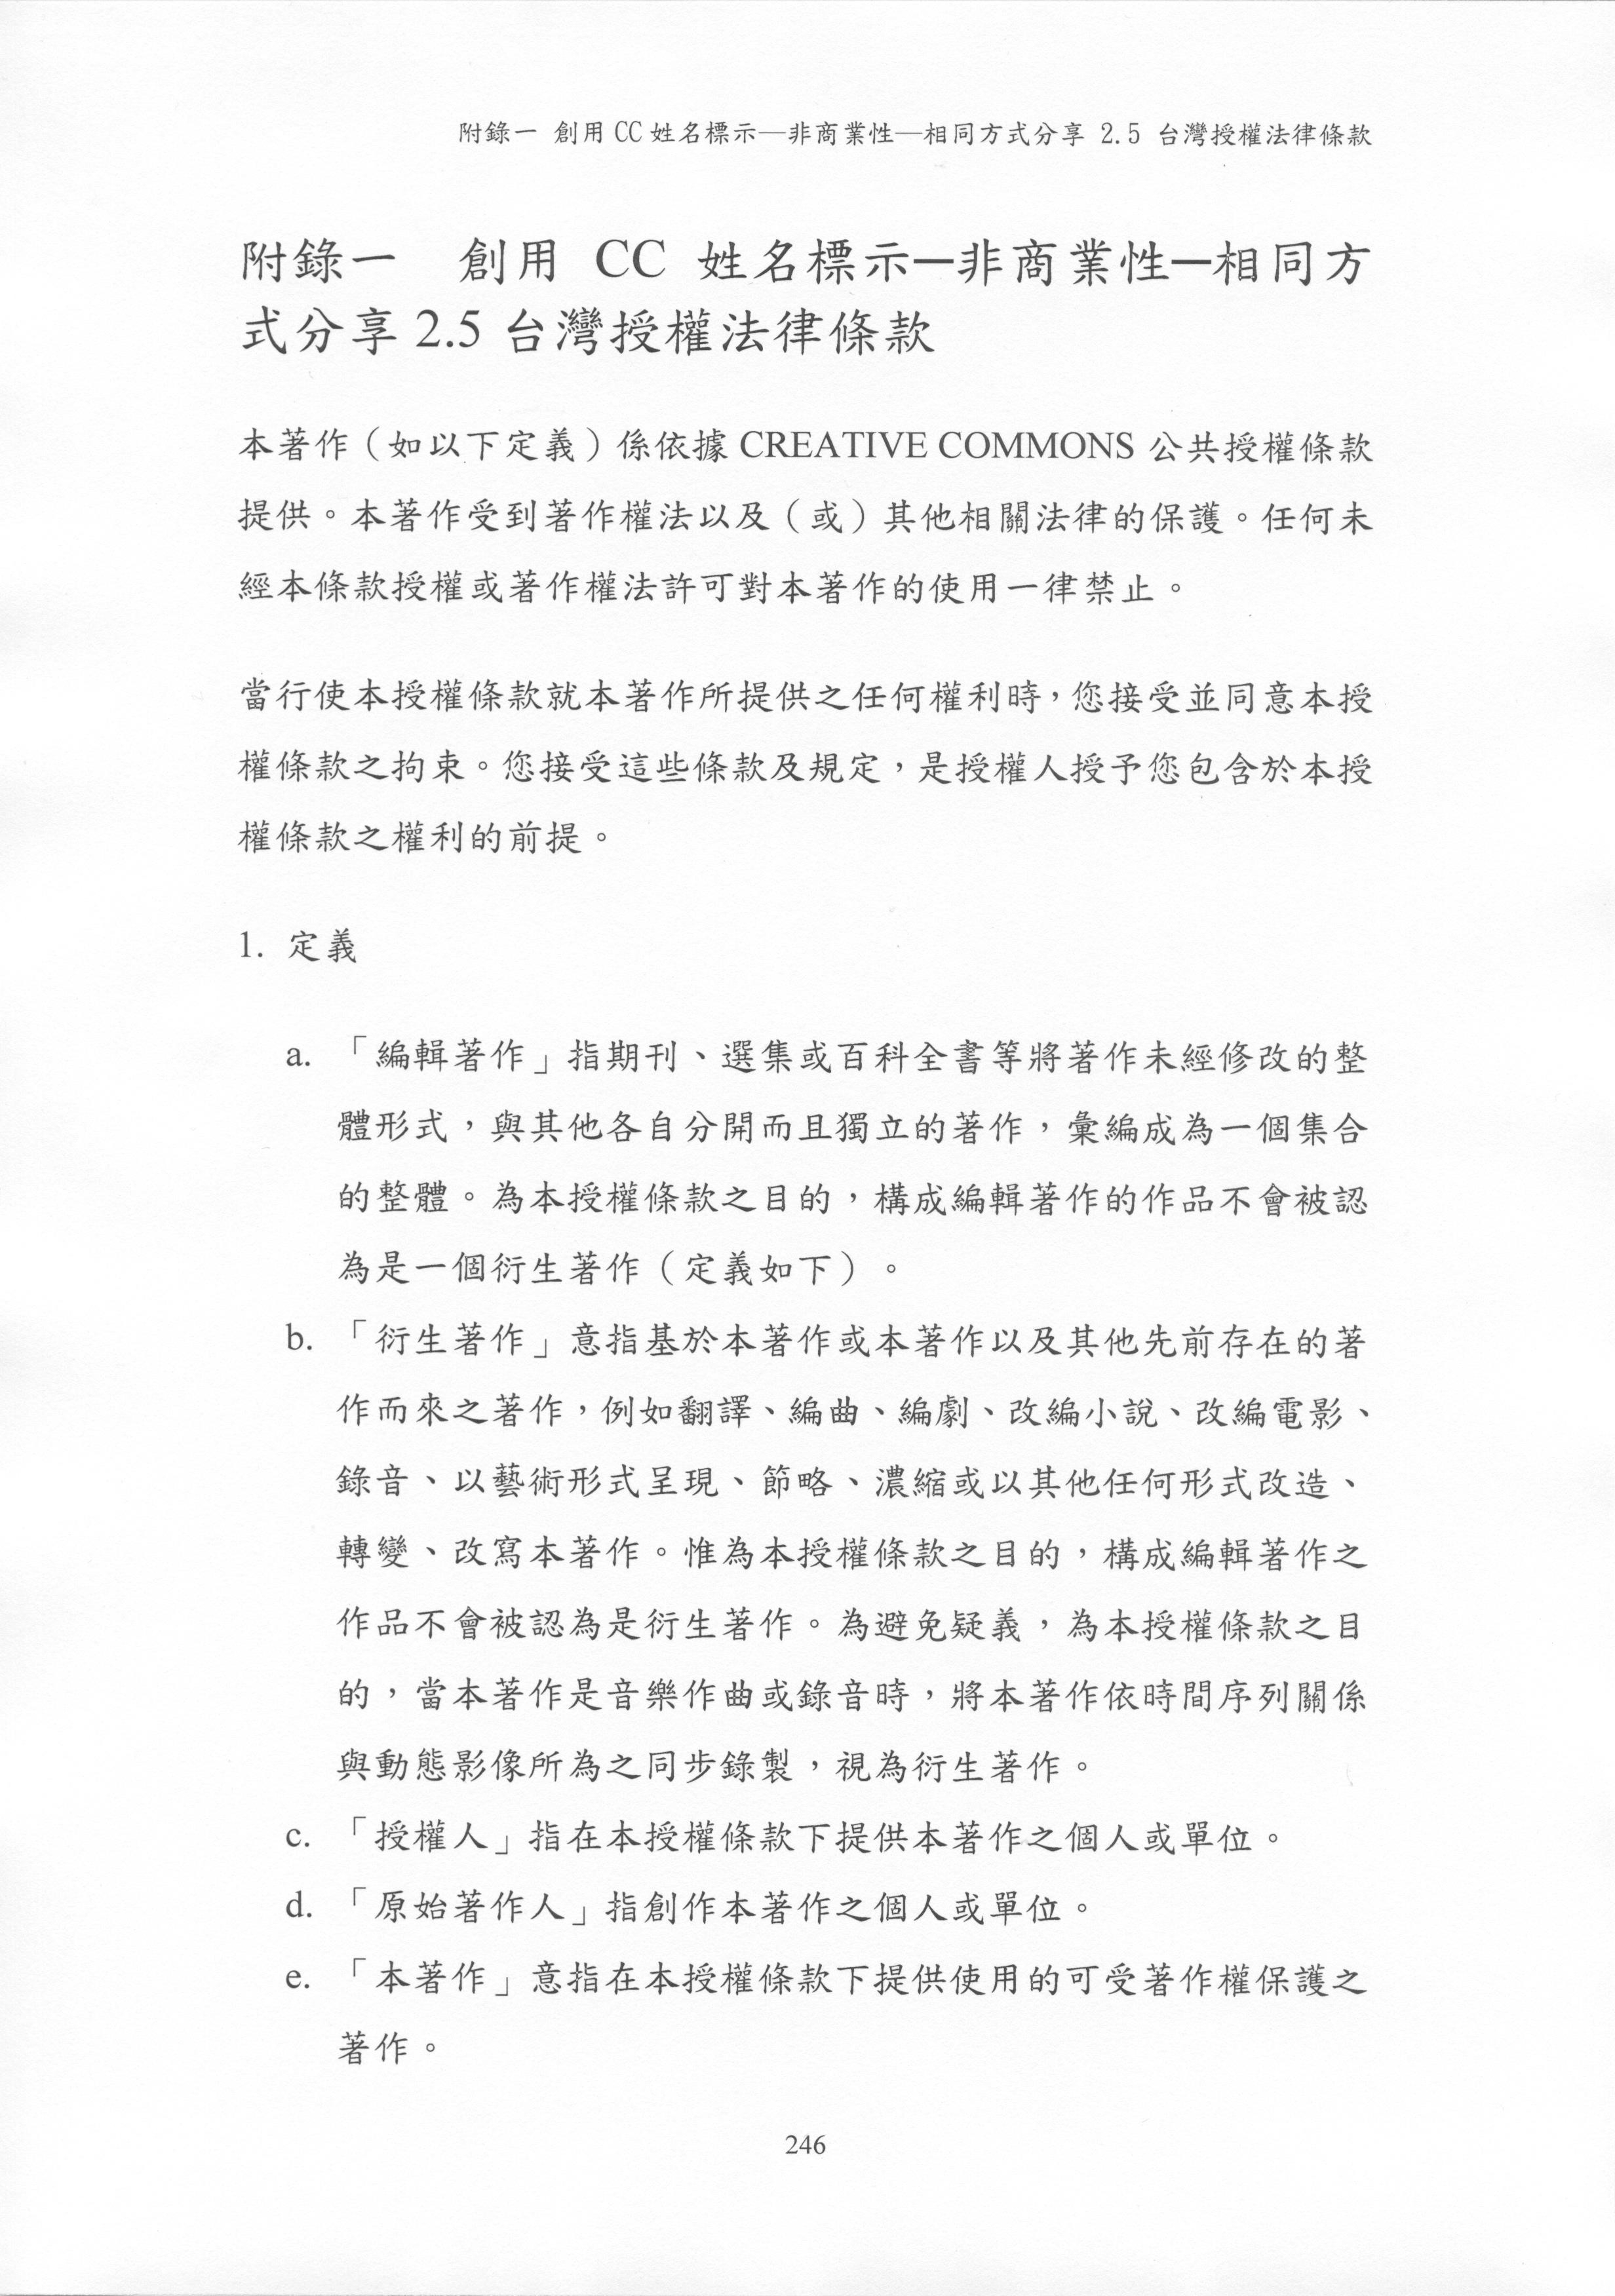 附錄一 創用 CC 姓名標示—非商業性—相同方式分享 2.5 台灣授權法律條款
附錄一　創用 CC 姓名標示─非商業性─相同方
式分享 2.5 台灣授權法律條款
本著作（如以下定義）係依據 CREATIVE COMMONS 公共授權條款
提供。本著作受到著作權法以及（或）其他相關法律的保護。任何未
經本條款授權或著作權法許可對本著作的使用一律禁止。
當行使本授權條款就本著作所提供之任何權利時，您接受並同意本授
權條款之拘束。您接受這些條款及規定，是授權人授予您包含於本授
權條款之權利的前提。
1. 定義
a. 「編輯著作」指期刊、選集或百科全書等將著作未經修改的整
體形式，與其他各自分開而且獨立的著作，彙編成為一個集合
的整體。為本授權條款之目的，構成編輯著作的作品不會被認
為是一個衍生著作（定義如下）。
b. 「衍生著作」意指基於本著作或本著作以及其他先前存在的著
作而來之著作，例如翻譯、編曲、編劇、改編小說、改編電影、
錄音、以藝術形式呈現、節略、濃縮或以其他任何形式改造、
轉變、改寫本著作。惟為本授權條款之目的，構成編輯著作之
作品不會被認為是衍生著作。為避免疑義，為本授權條款之目
的，當本著作是音樂作曲或錄音時，將本著作依時間序列關係
與動態影像所為之同步錄製，視為衍生著作。
c. 「授權人」指在本授權條款下提供本著作之個人或單位。
d. 「原始著作人」指創作本著作之個人或單位。
e. 「本著作」意指在本授權條款下提供使用的可受著作權保護之
著作。
246